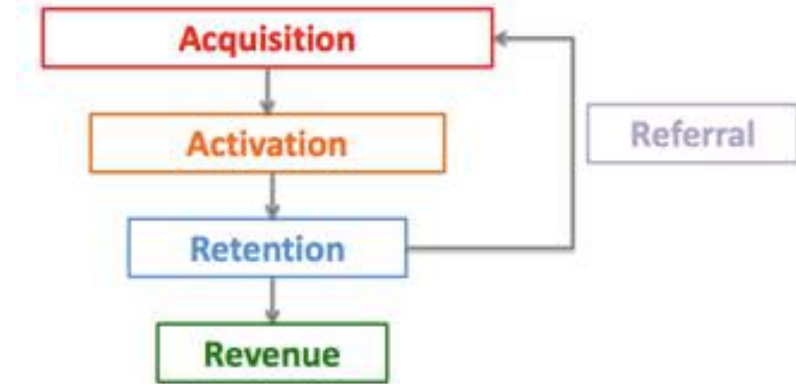 Acquisition
Activation
Referral
Retention
Revenue